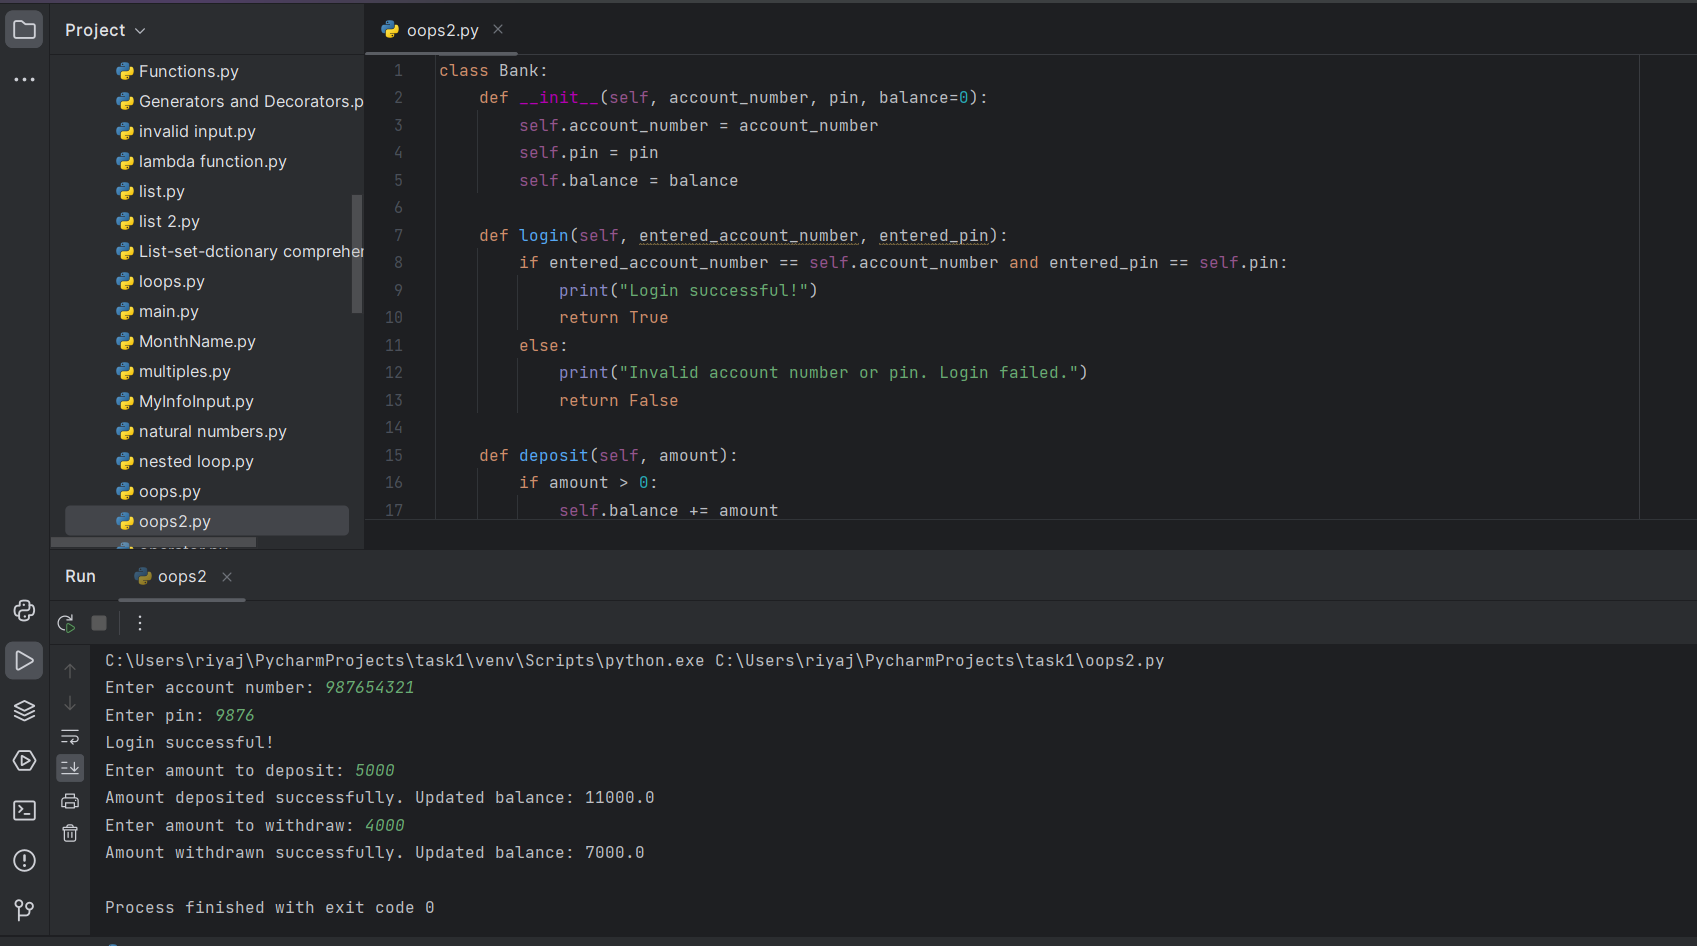 Project
Functions.py
Generators and Decorators.p
invalid input.py
lambda function.py
list.py
list 2.py
List-set-dctionary comprehen
loops.py
main.py
MonthName.py
multiples.py
MyInfoInput.py
natural numbers.py
nested loop.py
oops.py
oops2.py
oops2.py
1 class Bank:
2     def __init__(self, account_number, pin, balance=0):
3         self.account_number = account_number
4         self.pin = pin
5         self.balance = balance
6
7     def login(self, entered_account_number, entered_pin):
8         if entered_account_number == self.account_number and entered_pin == self.pin:
9             print("Login successful!")
10             return True
11         else:
12             print("Invalid account number or pin. Login failed.")
13             return False
14
15     def deposit(self, amount):
16         if amount > 0:
17             self.balance += amount
Run oops2
C:\Users\riyaj\PycharmProjects\task1\venv\Scripts\python.exe C:\Users\riyaj\PycharmProjects\task1\oops2.py
Enter account number: 987654321
Enter pin: 9876
Login successful!
Enter amount to deposit: 5000
Amount deposited successfully. Updated balance: 11000.0
Enter amount to withdraw: 4000
Amount withdrawn successfully. Updated balance: 7000.0
Process finished with exit code 0